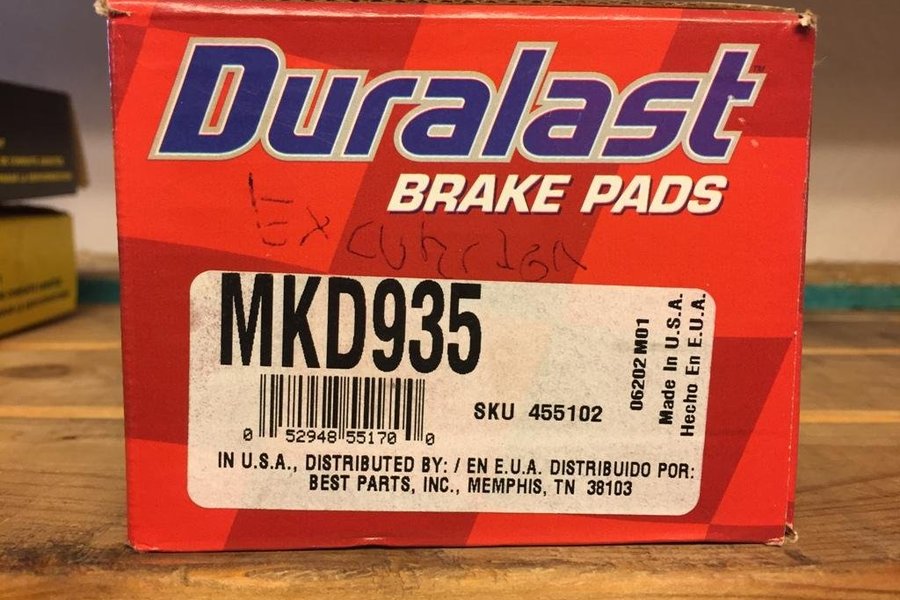 Duralast™
BRAKE PADS
MKD935
0 52948 55170 0
SKU 455102
06202 M01
Made In U.S.A.
Hecho En E.U.A.
IN U.S.A., DISTRIBUTED BY: / EN E.U.A. DISTRIBUIDO POR:
BEST PARTS, INC., MEMPHIS, TN 38103